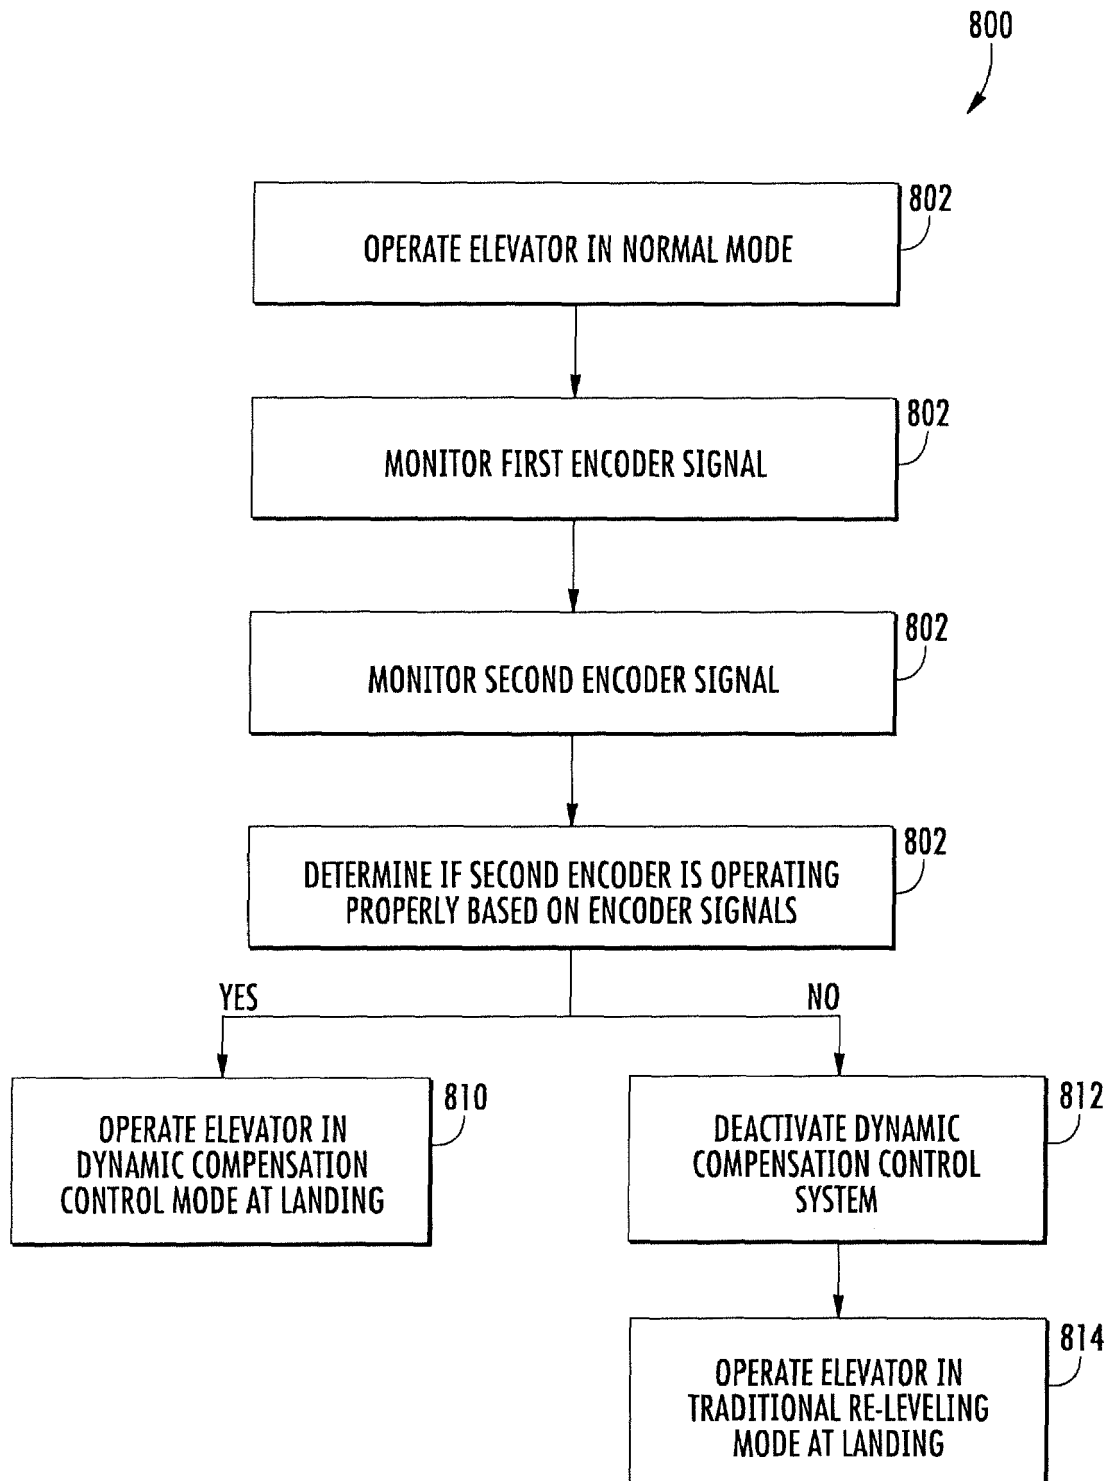 800
802
OPERATE ELEVATOR IN NORMAL MODE
802
MONITOR FIRST ENCODER SIGNAL
802
MONITOR SECOND ENCODER SIGNAL
802
DETERMINE IF SECOND ENCODER IS OPERATING
PROPERLY BASED ON ENCODER SIGNALS
YES
NO
810
OPERATE ELEVATOR IN
DYNAMIC COMPENSATION
CONTROL MODE AT LANDING
812
DEACTIVATE DYNAMIC
COMPENSATION CONTROL
SYSTEM
814
OPERATE ELEVATOR IN
TRADITIONAL RE-LEVELING
MODE AT LANDING